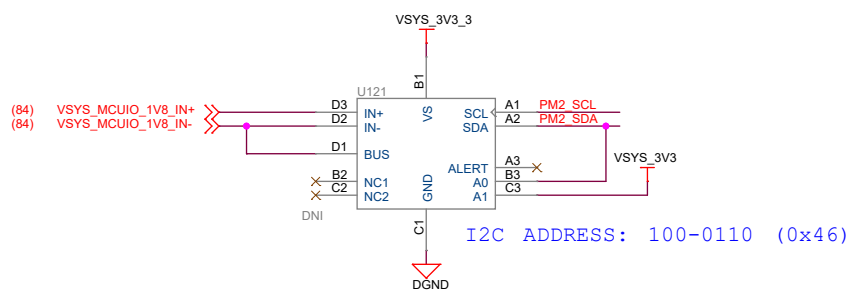 VSYS_3V3_3
B1
U121
(84) VSYS_MCUIO_1V8_IN+ D3 IN+ VS SCL A1 PM2_SCL
(84) VSYS_MCUIO_1V8_IN- D2 IN- SDA A2 PM2_SDA
D1 BUS
VSYS_3V3
ALERT A3
B2 NC1 A0 B3
C2 NC2 GND A1 C3
DNI
C1
I2C ADDRESS: 100-0110 (0x46)
DGND